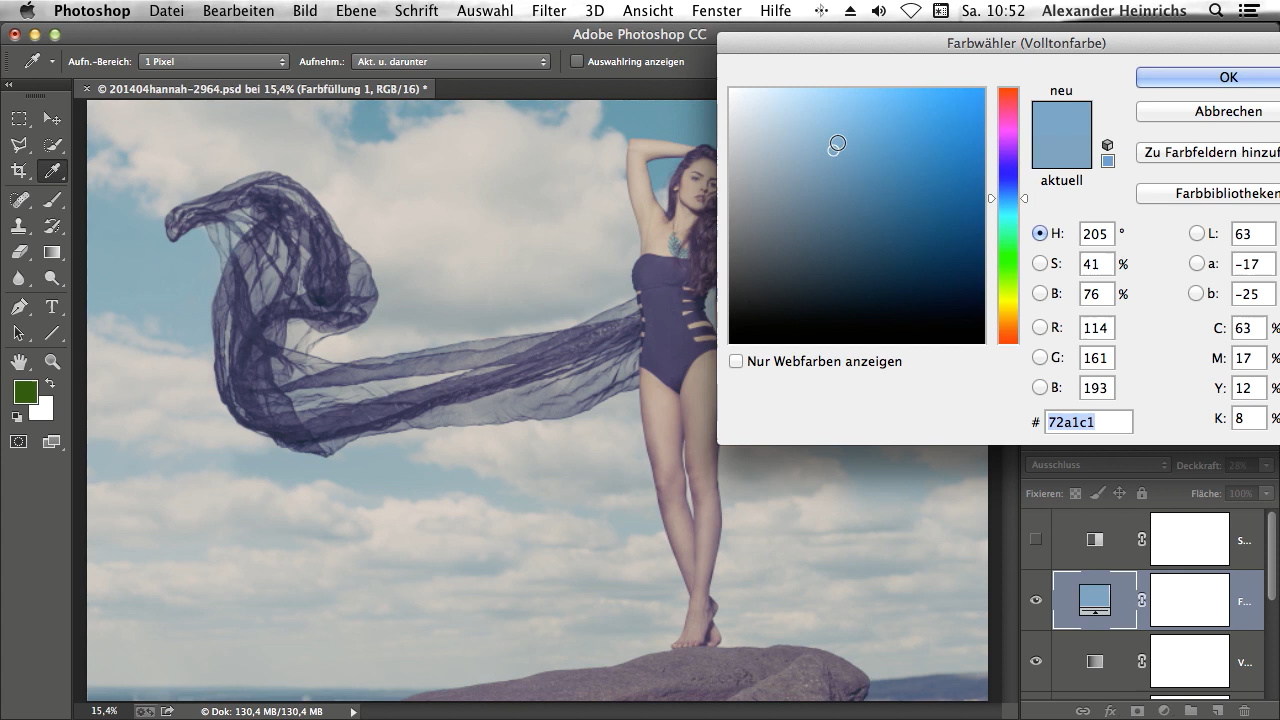 Photoshop Datei Bearbeiten Bild Ebene Schrift Auswahl Filter 3D Ansicht Fenster Hilfe Sa. 10:52 Alexander Heinrichs
Adobe Photoshop CC
Aufn.-Bereich: 1 Pixel Aufnehm.: Akt. u. darunter Auswahlring anzeigen
× © 201404hannah-2964.psd bei 15,4% (Farbfüllung 1, RGB/16) *
Farbwähler (Volltonfarbe)
neu
aktuell
OK
Abbrechen
Zu Farbfeldern hinzuf
Farbbibliotheken
H: 205 ° L: 63
S: 41 % a: -17
B: 76 % b: -25
R: 114 C: 63 %
G: 161 M: 17 %
B: 193 Y: 12 %
# 72a1c1 K: 8 %
Nur Webfarben anzeigen
Ausschluss Deckkraft: 28%
Fixieren: Fläche: 100%
S...
F...
V...
15,4% © Dok: 130,4 MB/130,4 MB